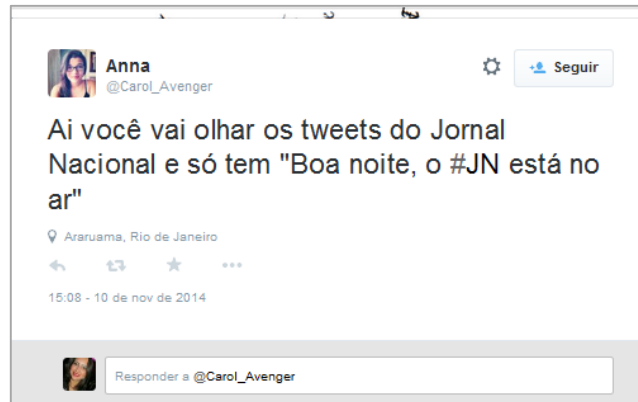 Anna
@Carol_Avenger
Seguir
Ai você vai olhar os tweets do Jornal
Nacional e só tem "Boa noite, o #JN está no
ar"
Araruama, Rio de Janeiro
15:08 - 10 de nov de 2014
Responder a @Carol_Avenger